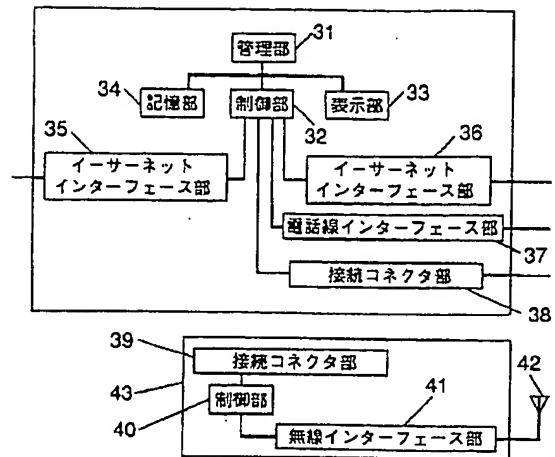 31
管理部
34
記憶部
制御部
32
表示部
33
35
イーサーネット
インターフェース部
36
イーサーネット
インターフェース部
電話線インターフェース部
37
接続コネクタ部
38
39
接続コネクタ部
43
制御部
40
41
無線インターフェース部
42